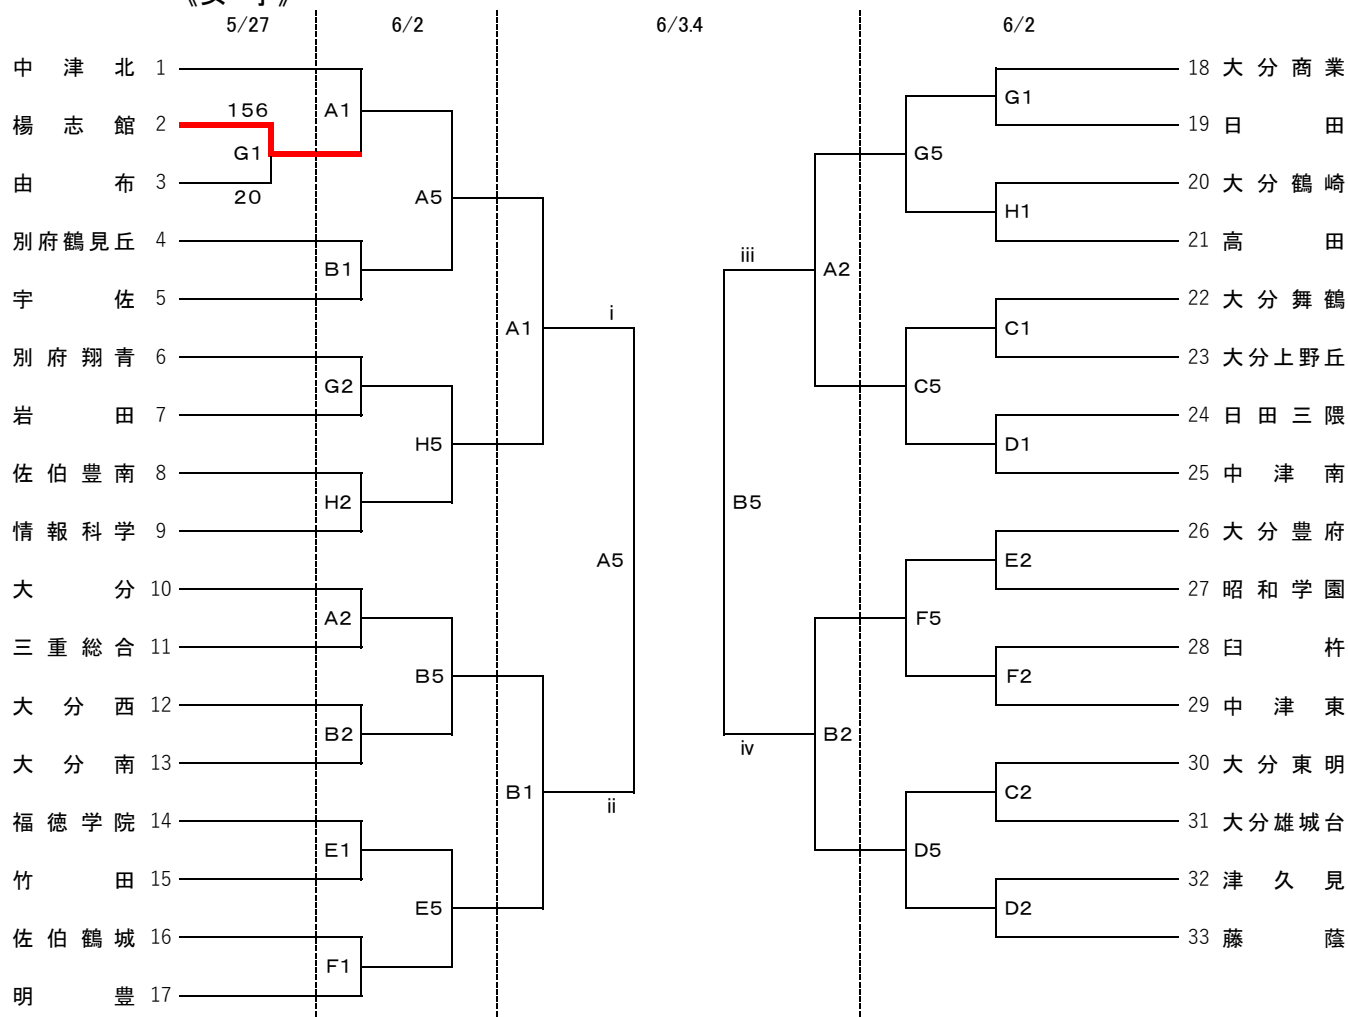 5/27 6/2 6/3.4 6/2
中津北 1
18 大分商業
156 A1 G1
楊志館 2
19 日田
G1 G5
由布 3
20 大分鶴崎
20 A5 H1
別府鶴見丘 4
21 高田
B1 iii A2
宇佐 5
22 大分舞鶴
i A1 C1
別府翔青 6
23 大分上野丘
G2 C5
岩田 7
24 日田三隈
H5 D1
佐伯豊南 8
25 中津南
H2 B5
情報科学 9
26 大分豊府
A5 E2
大分 10
27 昭和学園
A2 F5
三重総合 11
28 臼杵
B5 F2
大分西 12
29 中津東
B2 iv B2
大分南 13
30 大分東明
B1 ii C2
福徳学院 14
31 大分雄城台
E1 D5
竹田 15
32 津久見
E5 D2
佐伯鶴城 16
33 藤蔭
F1
明豊 17